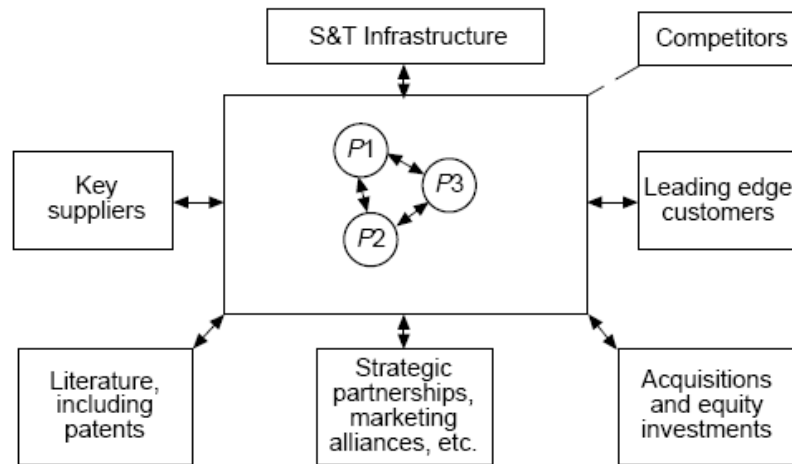 S&T Infrastructure
Competitors
P1
P3
P2
Key
suppliers
Leading edge
customers
Literature,
including
patents
Strategic
partnerships,
marketing
alliances, etc.
Acquisitions
and equity
investments